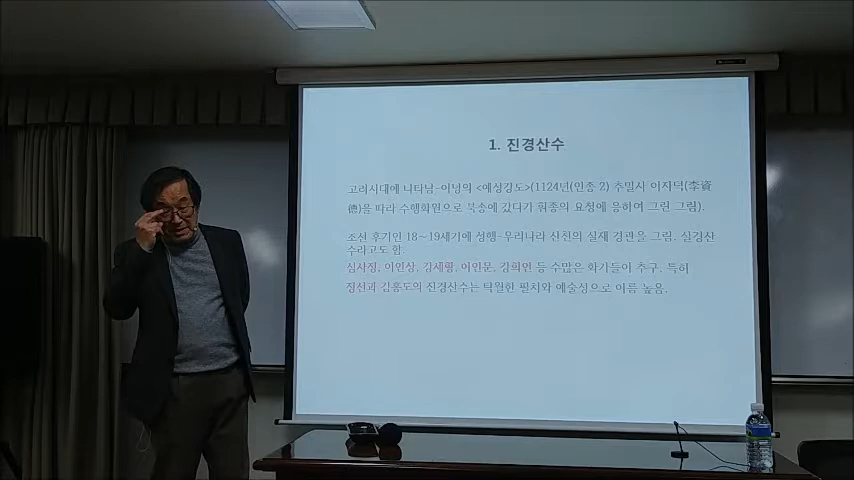 1. 진경산수
고려시대에 나타남-이녕의 <예성강도>(1124년(인종 2) 추밀사 이자덕(李資
德)을 따라 수행화원으로 북송에 갔다가 휘종의 요청에 응하여 그린 그림).
조선 후기인 18~19세기에 성행-우리나라 산천의 실재 경관을 그림. 실경산
수라고도 함.
심사정, 이인상, 강세황, 이인문, 강희언 등 수많은 화가들이 추구. 특히
정선과 김홍도의 진경산수는 탁월한 필치와 예술성으로 이름 높음.